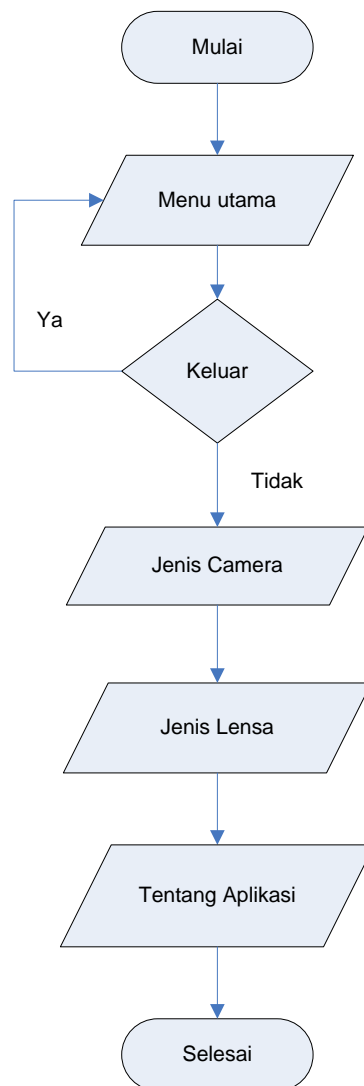 Mulai
Menu utama
Ya
Keluar
Tidak
Jenis Camera
Jenis Lensa
Tentang Aplikasi
Selesai